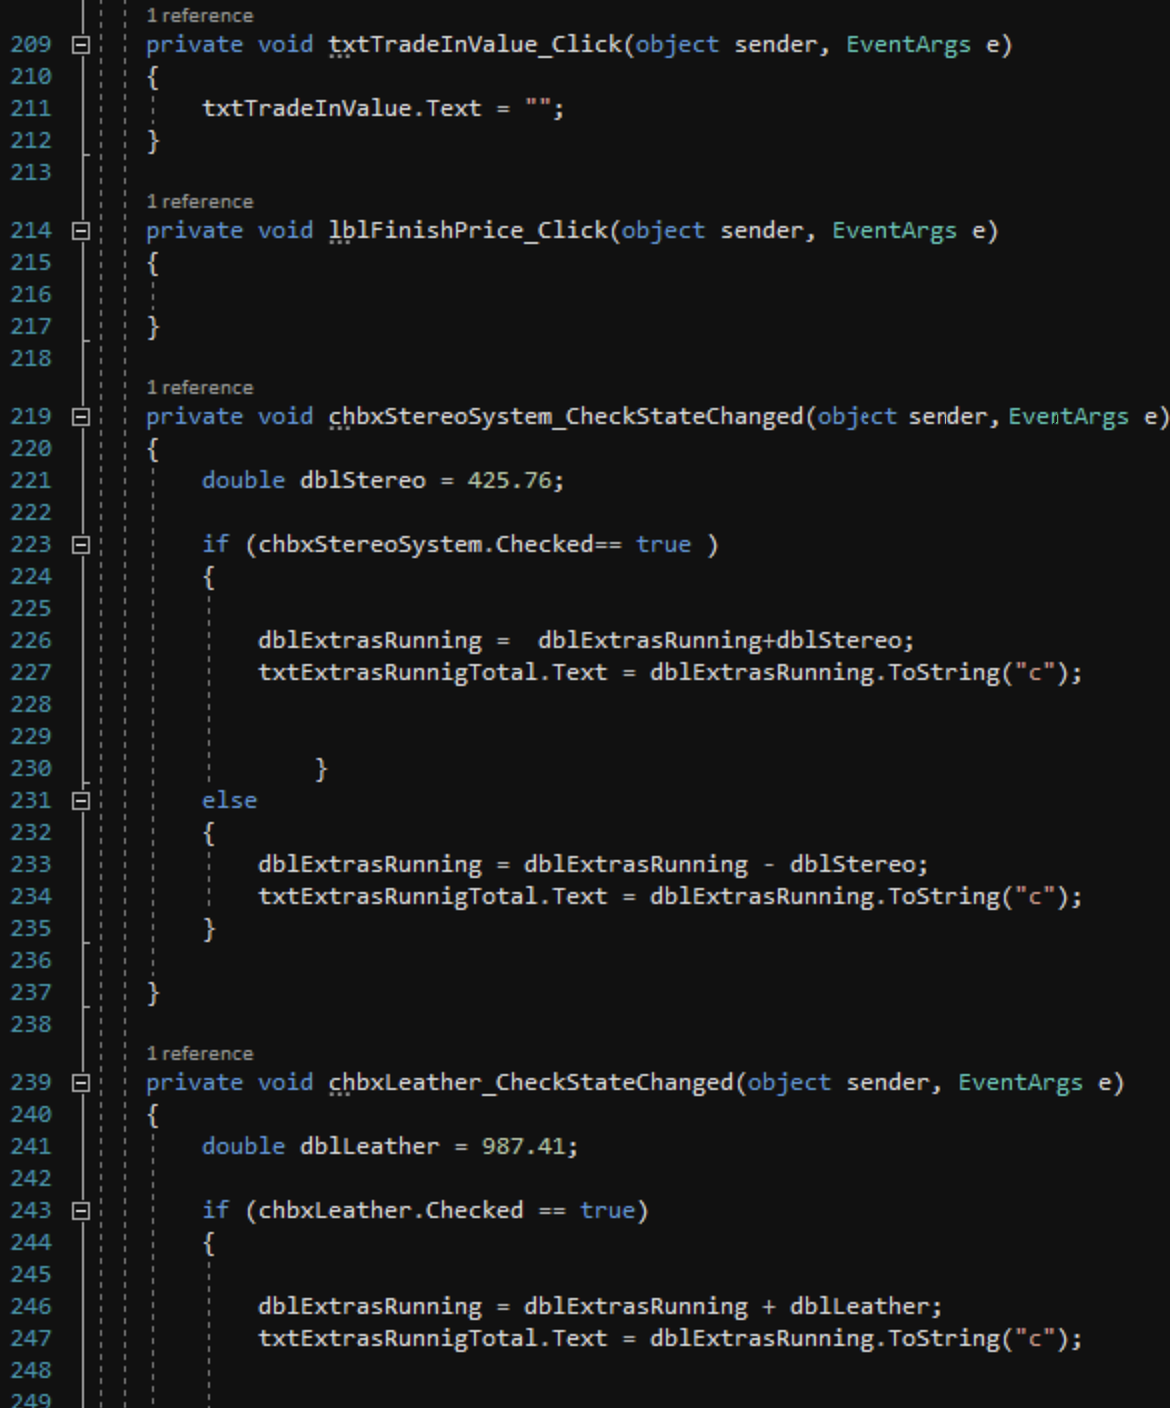 1 reference
209 private void txtTradeInValue_Click(object sender, EventArgs e)
210 {
211 txtTradeInValue.Text = "";
212 }
213
1 reference
214 private void lblFinishPrice_Click(object sender, EventArgs e)
215 {
216
217 }
218
1 reference
219 private void chbxStereoSystem_CheckStateChanged(object sender, EventArgs e)
220 {
221 double dblStereo = 425.76;
222
223 if (chbxStereoSystem.Checked== true )
224 {
225
226 dblExtrasRunning =  dblExtrasRunning+dblStereo;
227 txtExtrasRunnigTotal.Text = dblExtrasRunning.ToString("c");
228
229
230 }
231 else
232 {
233 dblExtrasRunning = dblExtrasRunning - dblStereo;
234 txtExtrasRunnigTotal.Text = dblExtrasRunning.ToString("c");
235 }
236
237 }
238
1 reference
239 private void chbxLeather_CheckStateChanged(object sender, EventArgs e)
240 {
241 double dblLeather = 987.41;
242
243 if (chbxLeather.Checked == true)
244 {
245
246 dblExtrasRunning = dblExtrasRunning + dblLeather;
247 txtExtrasRunnigTotal.Text = dblExtrasRunning.ToString("c");
248
249